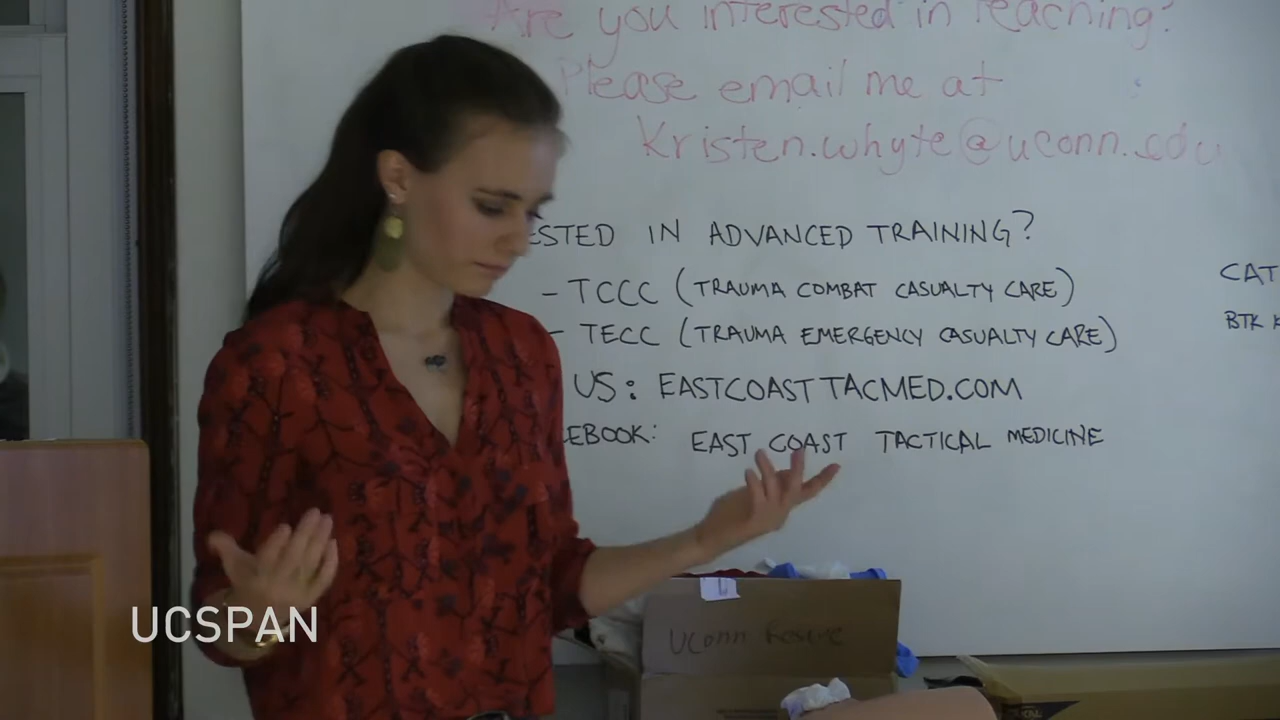 Are you interested in teaching?
Please email me at
Kristen.whyte@uconn.edu
ESTED IN ADVANCED TRAINING?
- TCCC (TRAUMA COMBAT CASUALTY CARE)
- TECC (TRAUMA EMERGENCY CASUALTY CARE)
US: EASTCOASTTACMED.COM
EBOOK: EAST COAST TACTICAL MEDICINE
CAT
BTK K
UConn Rescue
UCSPAN